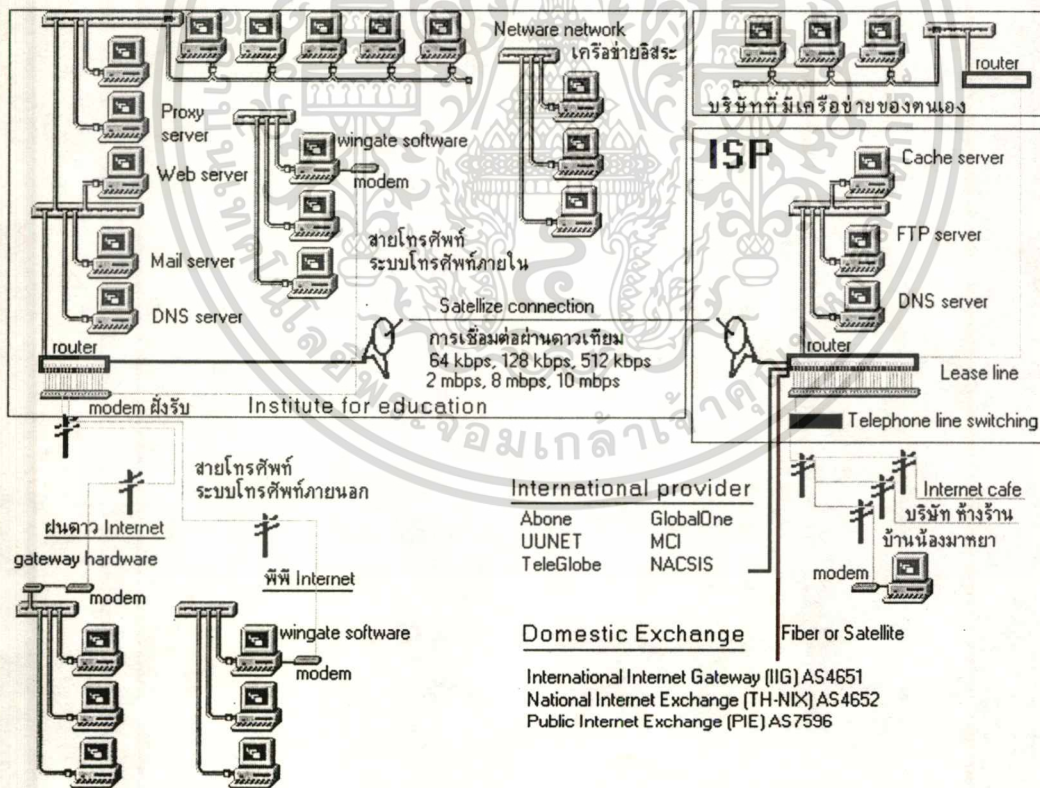 Netware network
เครือข่ายอิสระ
Proxy
server
wingate software
modem
Web server
สายโทรศัพท์
ระบบโทรศัพท์ภายใน
Mail server
DNS server
router
Satellize connection
การเชื่อมต่อผ่านดาวเทียม
64 kbps, 128 kbps, 512 kbps
2 mbps, 8 mbps, 10 mbps
modem ฝั่งรับ
Institute for education
router
บริษัทที่มีเครือข่ายของตนเอง
ISP
Cache server
FTP server
DNS server
router
Lease line
Telephone line switching
สายโทรศัพท์
ระบบโทรศัพท์ภายนอก
ฝนดาว Internet
gateway hardware
modem
พีพี Internet
wingate software
modem
International provider
Abone GlobalOne
UUNET MCI
TeleGlobe NACSIS
Internet cafe
บริษัท ห้างร้าน
บ้านน้องมาทยา
modem
Domestic Exchange
Fiber or Satellite
International Internet Gateway (IIG) AS4651
National Internet Exchange (TH-NIX) AS4652
Public Internet Exchange (PIE) AS7596